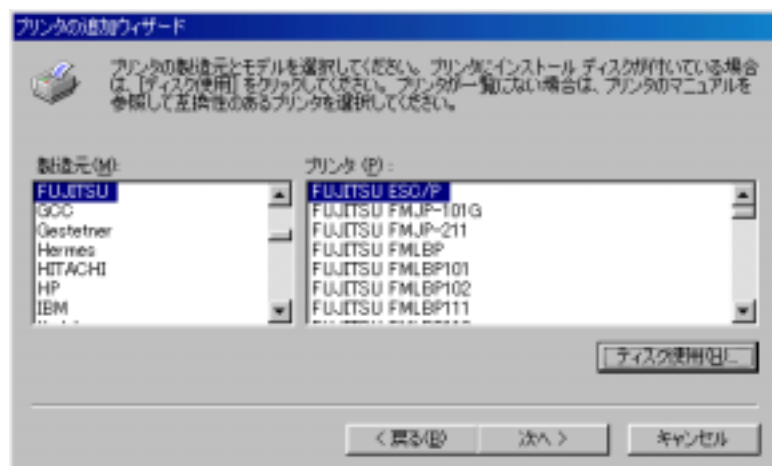 プリンタの追加ウィザード
プリンタの製造元とモデルを選択してください。プリンタにインストール ディスクが付いている場合
は、[ディスク使用] をクリックしてください。プリンタが一覧にない場合は、プリンタのマニュアルを
参照して互換性のあるプリンタを選択してください。
製造元(M):
プリンタ(P):
FUJITSU
GCC
Gestetner
Hermes
HITACHI
HP
IBM
FUJITSU ESC/P
FUJITSU FMJP-101G
FUJITSU FMJP-211
FUJITSU FMLBP
FUJITSU FMLBP101
FUJITSU FMLBP102
FUJITSU FMLBP111
ディスク使用(H)...
< 戻る(B)
次へ >
キャンセル